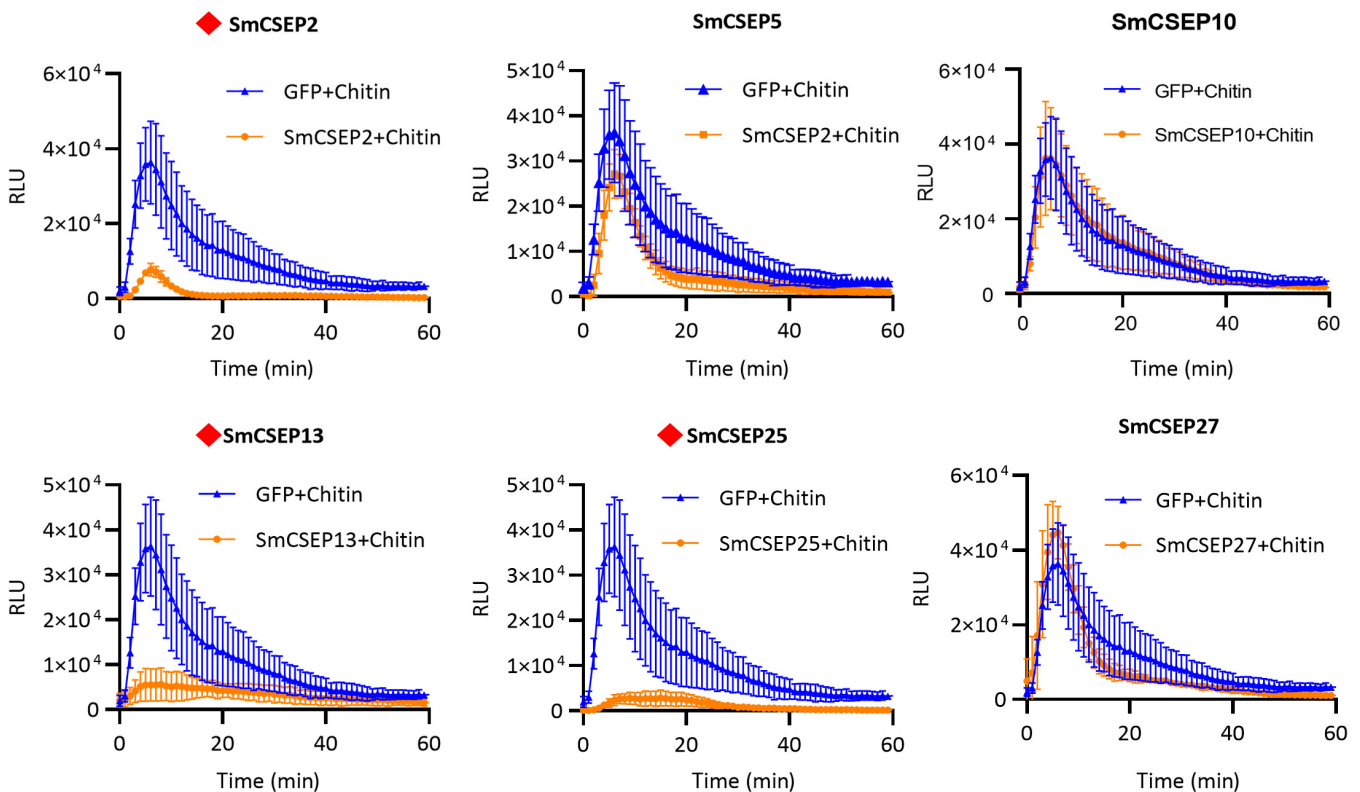 SmCSEP2
6×10⁴
4×10⁴
2×10⁴
0
RLU
GFP+Chitin
SmCSEP2+Chitin
0 20 40 60
Time (min)
SmCSEP5
5×10⁴
4×10⁴
3×10⁴
2×10⁴
1×10⁴
0
RLU
GFP+Chitin
SmCSEP2+Chitin
0 20 40 60
Time (min)
SmCSEP10
6×10⁴
4×10⁴
2×10⁴
0
RLU
GFP+Chitin
SmCSEP10+Chitin
0 20 40 60
Time (min)
SmCSEP13
5×10⁴
4×10⁴
3×10⁴
2×10⁴
1×10⁴
0
RLU
GFP+Chitin
SmCSEP13+Chitin
0 20 40 60
Time (min)
SmCSEP25
5×10⁴
4×10⁴
3×10⁴
2×10⁴
1×10⁴
0
RLU
GFP+Chitin
SmCSEP25+Chitin
0 20 40 60
Time (min)
SmCSEP27
6×10⁴
4×10⁴
2×10⁴
0
RLU
GFP+Chitin
SmCSEP27+Chitin
0 20 40 60
Time (min)